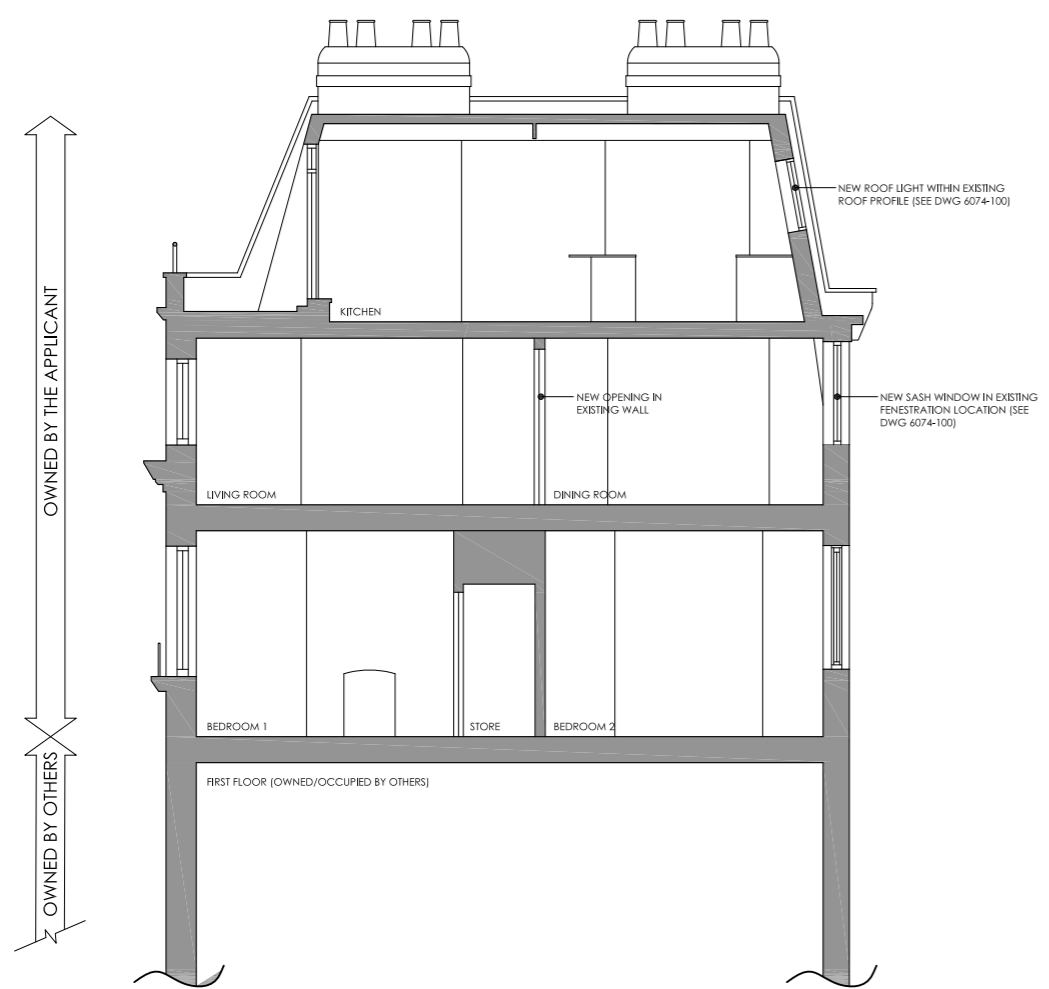 NEW ROOF LIGHT WITHIN EXISTING
ROOF PROFILE (SEE DWG 6074-100)
KITCHEN
OWNED BY THE APPLICANT
NEW OPENING IN
EXISTING WALL
NEW SASH WINDOW IN EXISTING
FENESTRATION LOCATION (SEE
DWG 6074-100)
LIVING ROOM
DINING ROOM
BEDROOM 1
STORE
BEDROOM 2
OWNED BY OTHERS
FIRST FLOOR (OWNED/OCCUPIED BY OTHERS)